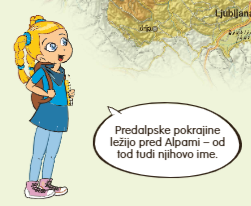 Ljubljana
Predalpske pokrajine
ležijo pred Alpami – od
tod tudi njihovo ime.